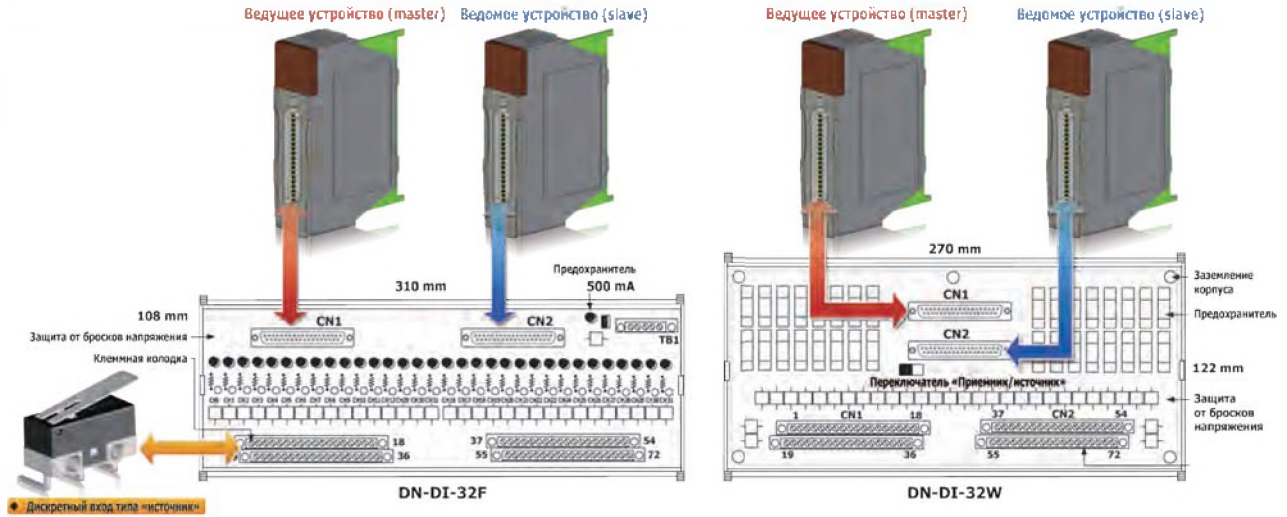 Ведущее устройство (master)
Ведомое устройство (slave)
Ведущее устройство (master)
Ведомое устройство (slave)
310 mm
Предохранитель
500 mA
108 mm
Защита от бросков напряжения
Клеммная колодка
CN1
CN2
TB1
18
36
37
54
55
72
Дискретный вход типа «источник»
DN-DI-32F
270 mm
Заземление
корпуса
CN1
Предохранитель
CN2
122 mm
Переключатель «Приемник/источник»
Защита
от бросков
напряжения
1
CN1
18
37
CN2
54
19
36
55
72
DN-DI-32W